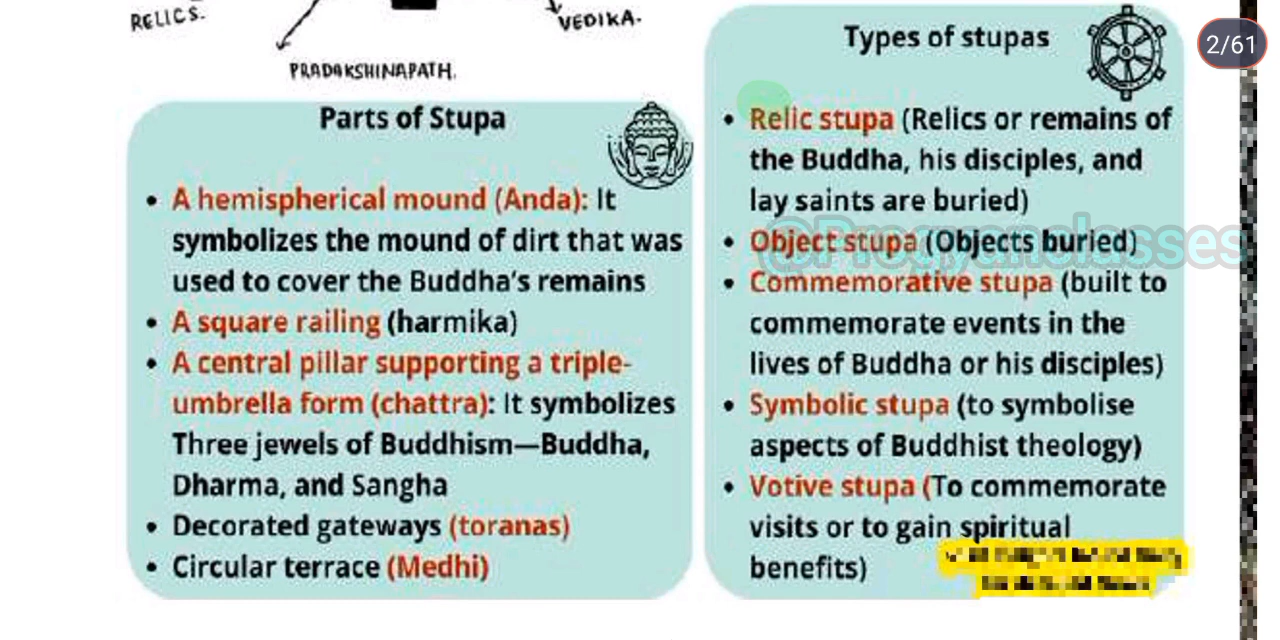 RELICS.
VEDIKA.
PRADAKSHINAPATH.
Parts of Stupa
• A hemispherical mound (Anda): It
symbolizes the mound of dirt that was
used to cover the Buddha's remains
• A square railing (harmika)
• A central pillar supporting a triple-
umbrella form (chattra): It symbolizes
Three jewels of Buddhism—Buddha,
Dharma, and Sangha
• Decorated gateways (toranas)
• Circular terrace (Medhi)
Types of stupas
• Relic stupa (Relics or remains of
the Buddha, his disciples, and
lay saints are buried)
• Object stupa (Objects buried)
• Commemorative stupa (built to
commemorate events in the
lives of Buddha or his disciples)
• Symbolic stupa (to symbolise
aspects of Buddhist theology)
• Votive stupa (To commemorate
visits or to gain spiritual
benefits)
@Progyanclasses
2/61